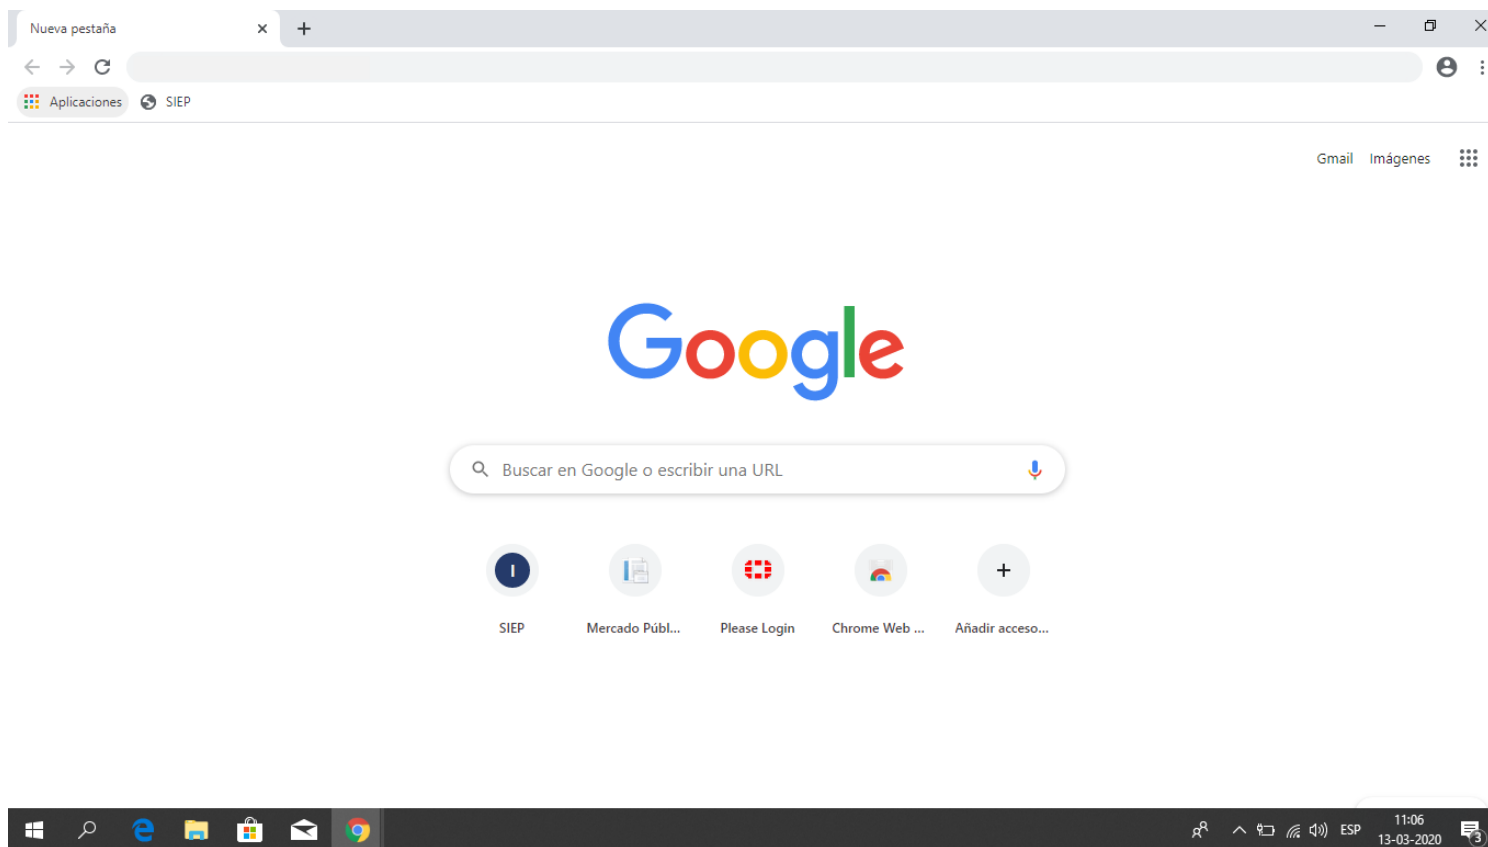 Nueva pestaña
Aplicaciones SIEP
Gmail Imágenes
Google
Buscar en Google o escribir una URL
I
SIEP Mercado Públ... Please Login Chrome Web ... Añadir acceso...
ESP 11:06
13-03-2020 3